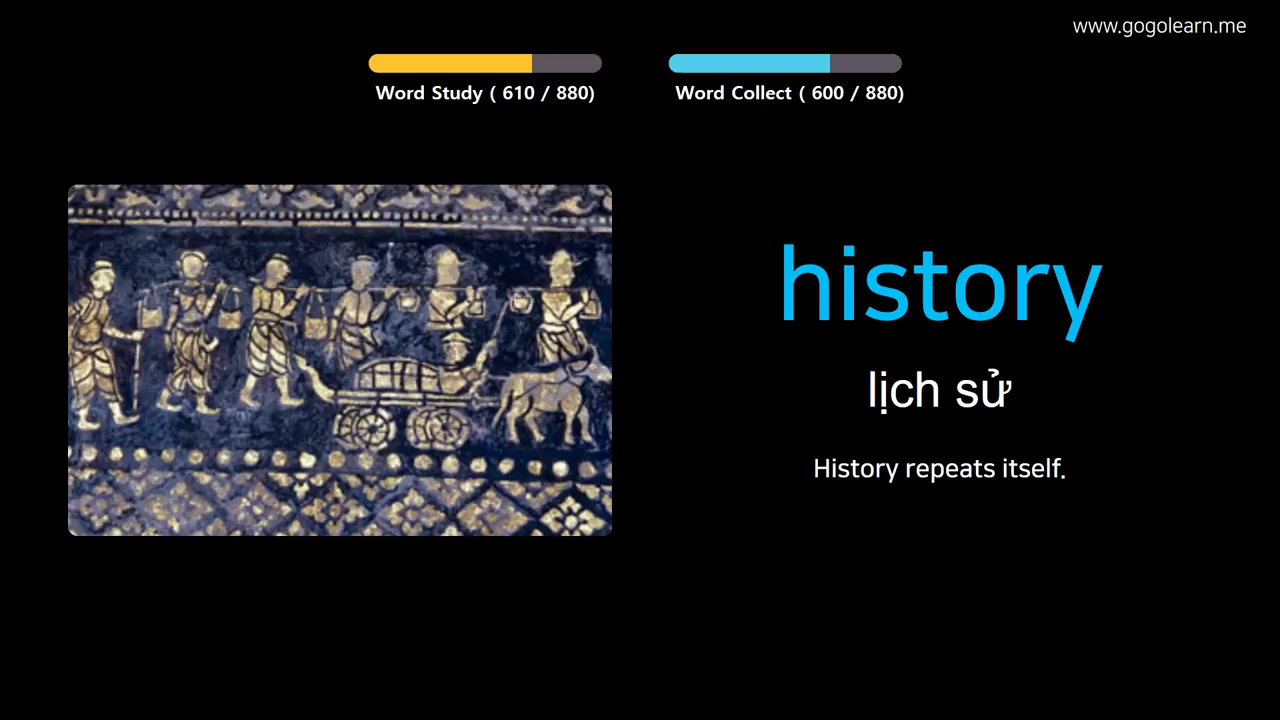 www.gogolearn.me
Word Study ( 610 / 880)
Word Collect ( 600 / 880)
history
lịch sử
History repeats itself.